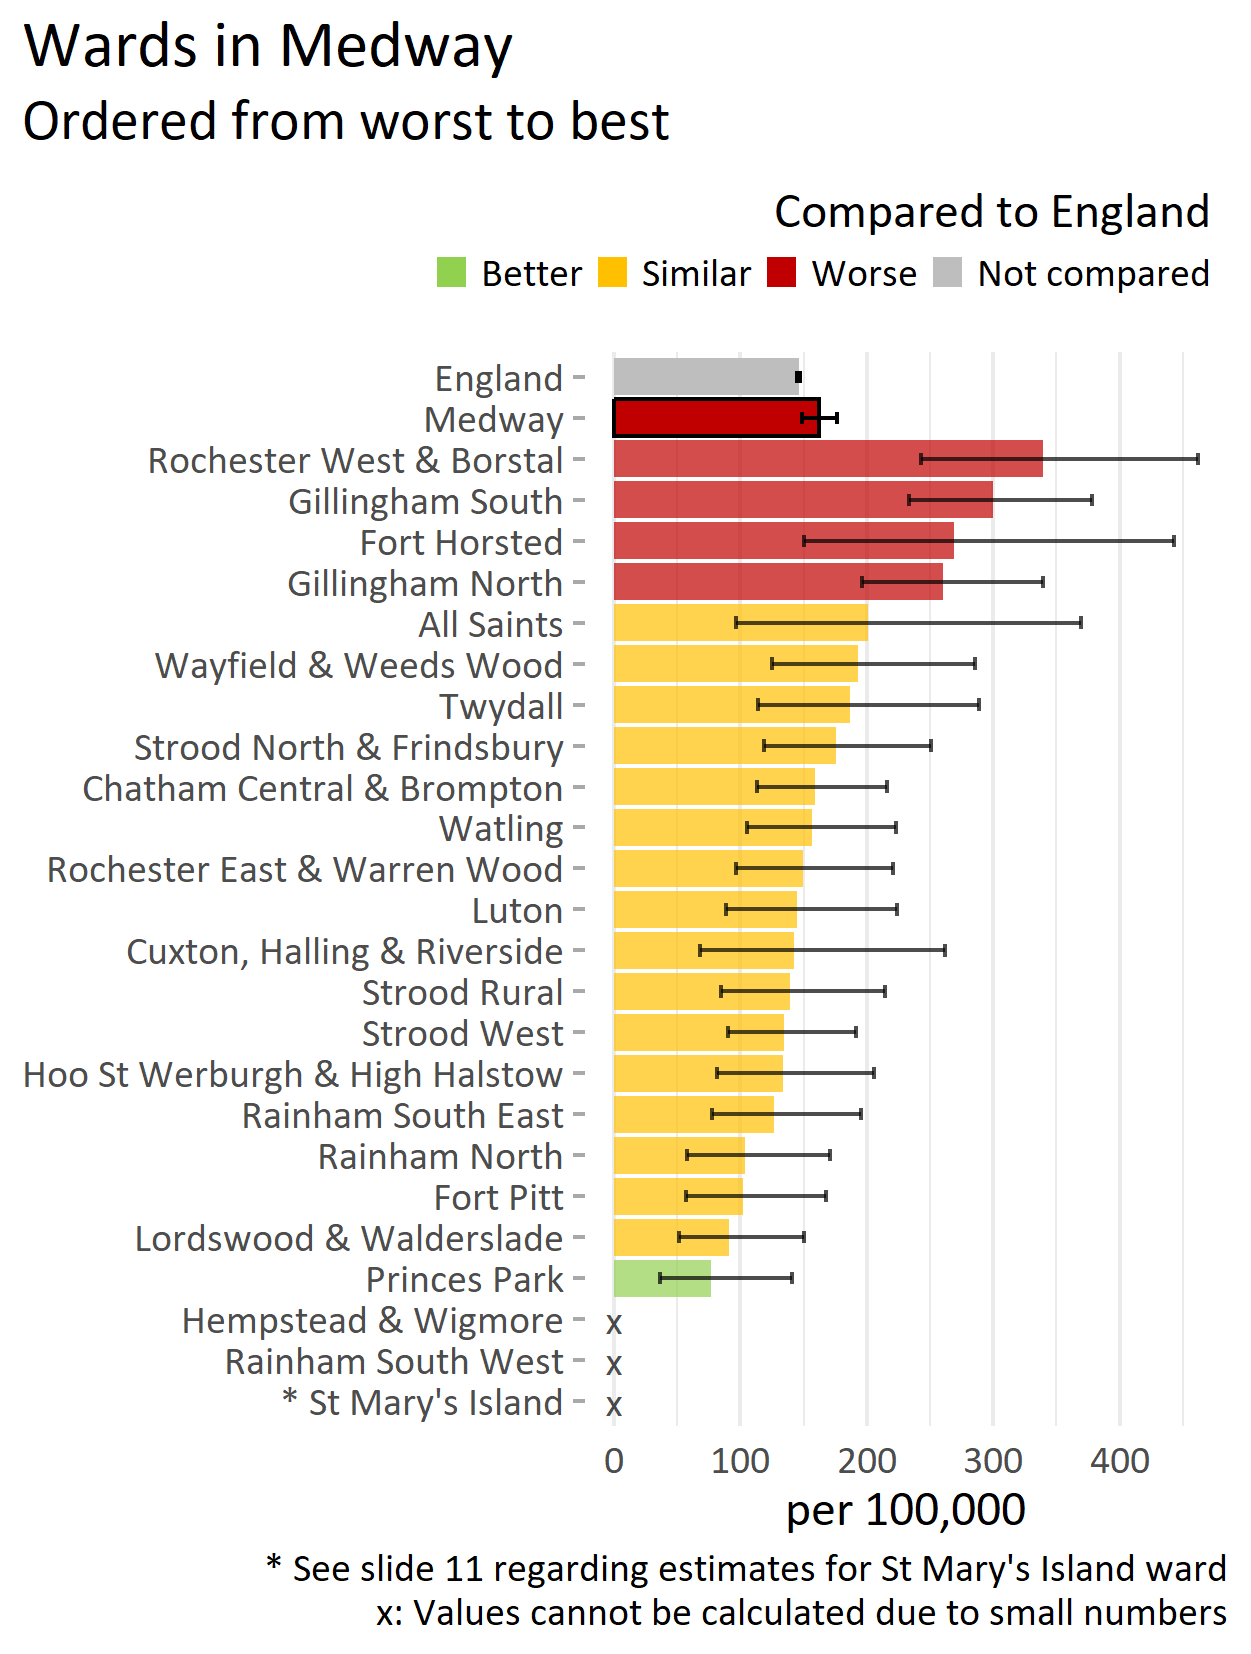 Wards in Medway
Ordered from worst to best
Compared to England
Better Similar Worse Not compared
England
Medway
Rochester West & Borstal
Gillingham South
Fort Horsted
Gillingham North
All Saints
Wayfield & Weeds Wood
Twydall
Strood North & Frindsbury
Chatham Central & Brompton
Watling
Rochester East & Warren Wood
Luton
Cuxton, Halling & Riverside
Strood Rural
Strood West
Hoo St Werburgh & High Halstow
Rainham South East
Rainham North
Fort Pitt
Lordswood & Walderslade
Princes Park
Hempstead & Wigmore x
Rainham South West x
* St Mary's Island x
0 100 200 300 400
per 100,000
* See slide 11 regarding estimates for St Mary's Island ward
x: Values cannot be calculated due to small numbers